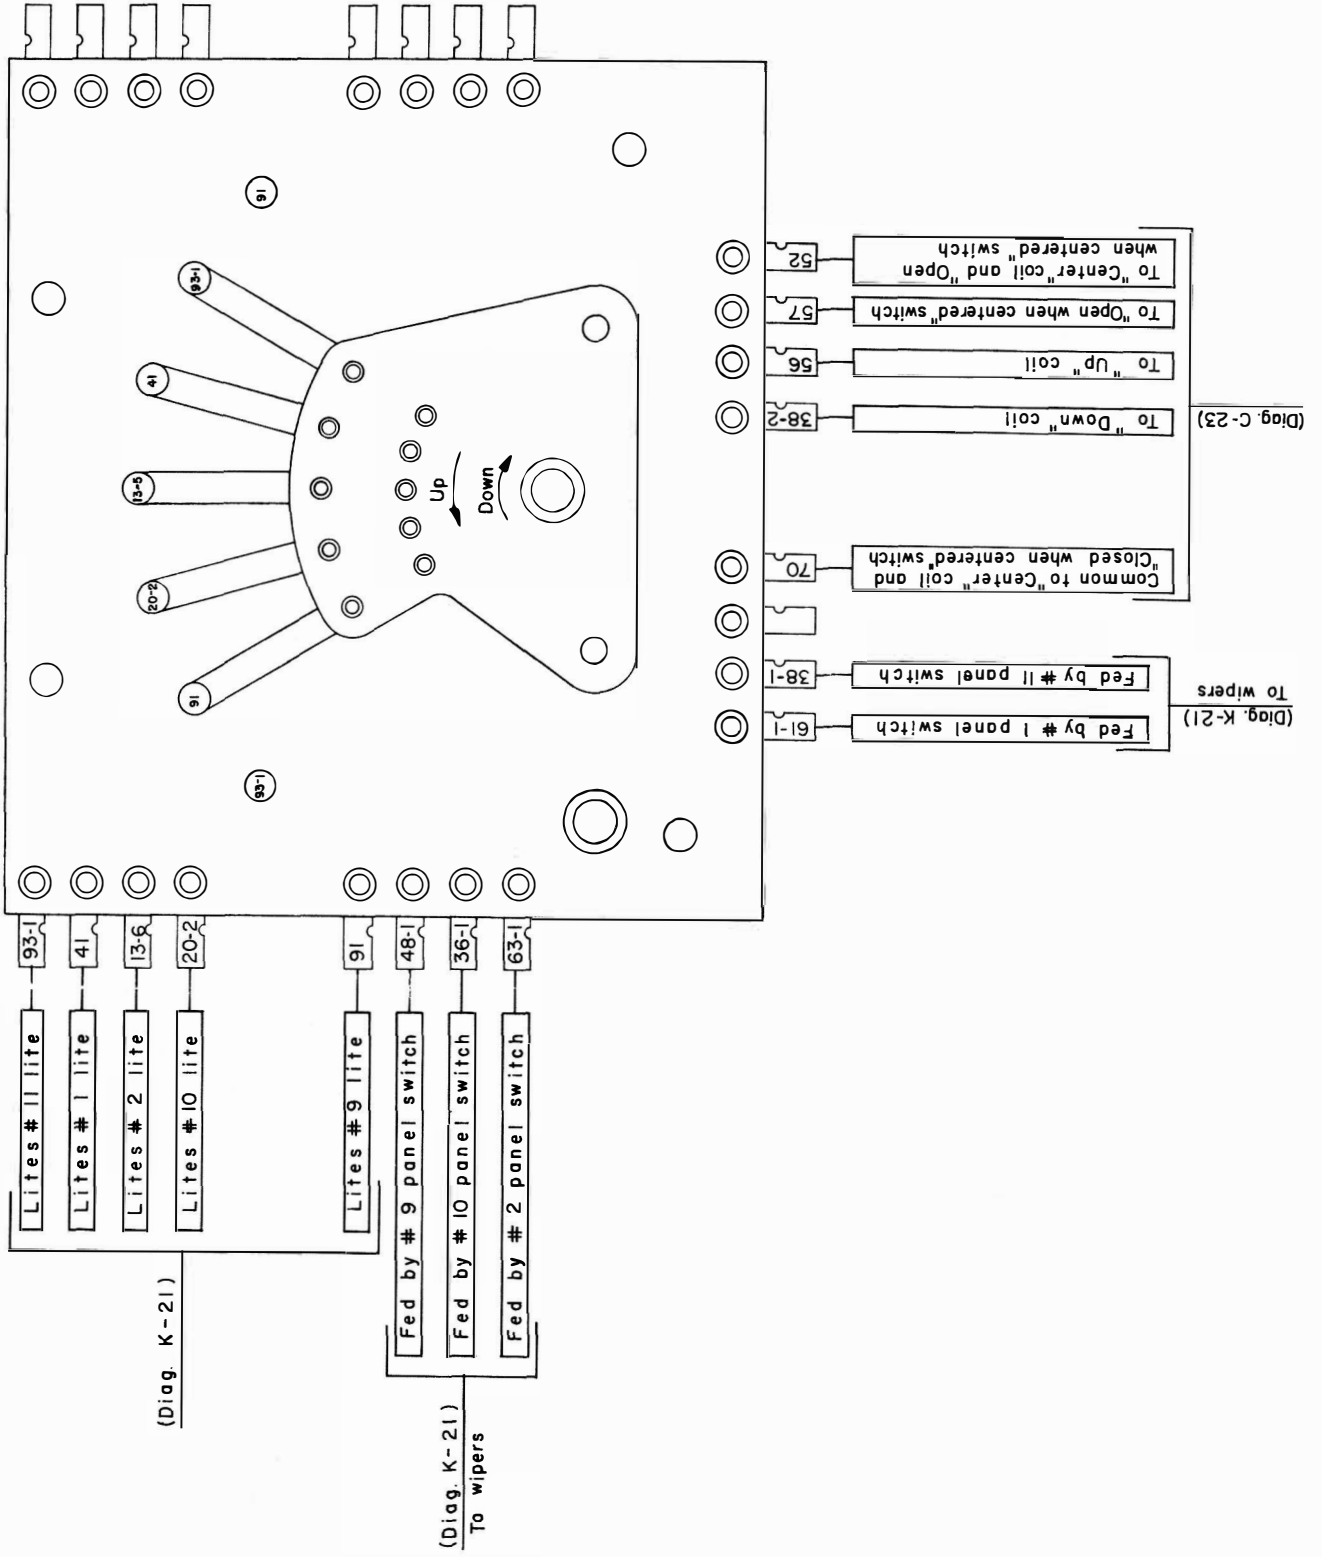 91
93-1
41
13-5
20-2
91
93-1
Up
Down
52
To "Center" coil and "Open
when centered" switch
57
To "Open when centered" switch
56
To "Up" coil
38-2
To "Down" coil
(Diag. C-23)
70
Common to "Center" coil and
"Closed when centered" switch
38-1
Fed by # 11 panel switch
61-1
Fed by # 1 panel switch
(Diag. K-21)
To wipers
93-1
Lites # 11 lite
41
Lites # 1 lite
13-6
Lites # 2 lite
20-2
Lites # 10 lite
91
Lites # 9 lite
(Diag. K-21)
48-1
Fed by # 9 panel switch
36-1
Fed by # 10 panel switch
63-1
Fed by # 2 panel switch
(Diag. K-21)
To wipers